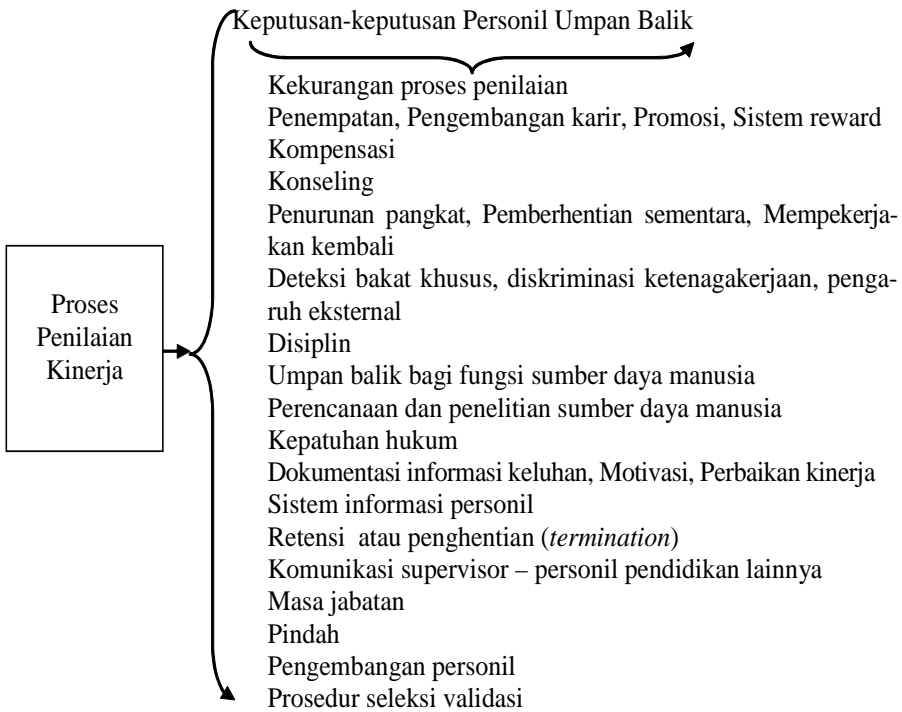 Keputusan-keputusan Personil Umpan Balik
Kekurangan proses penilaian
Penempatan, Pengembangan karir, Promosi, Sistem reward
Kompensasi
Konseling
Penurunan pangkat, Pemberhentian sementara, Mempekerja-
kan kembali
Deteksi bakat khusus, diskriminasi ketenagakerjaan, penga-
ruh eksternal
Disiplin
Umpan balik bagi fungsi sumber daya manusia
Perencanaan dan penelitian sumber daya manusia
Kepatuhan hukum
Dokumentasi informasi keluhan, Motivasi, Perbaikan kinerja
Sistem informasi personil
Retensi atau penghentian (termination)
Komunikasi supervisor – personil pendidikan lainnya
Masa jabatan
Pindah
Pengembangan personil
Prosedur seleksi validasi
Proses
Penilaian
Kinerja